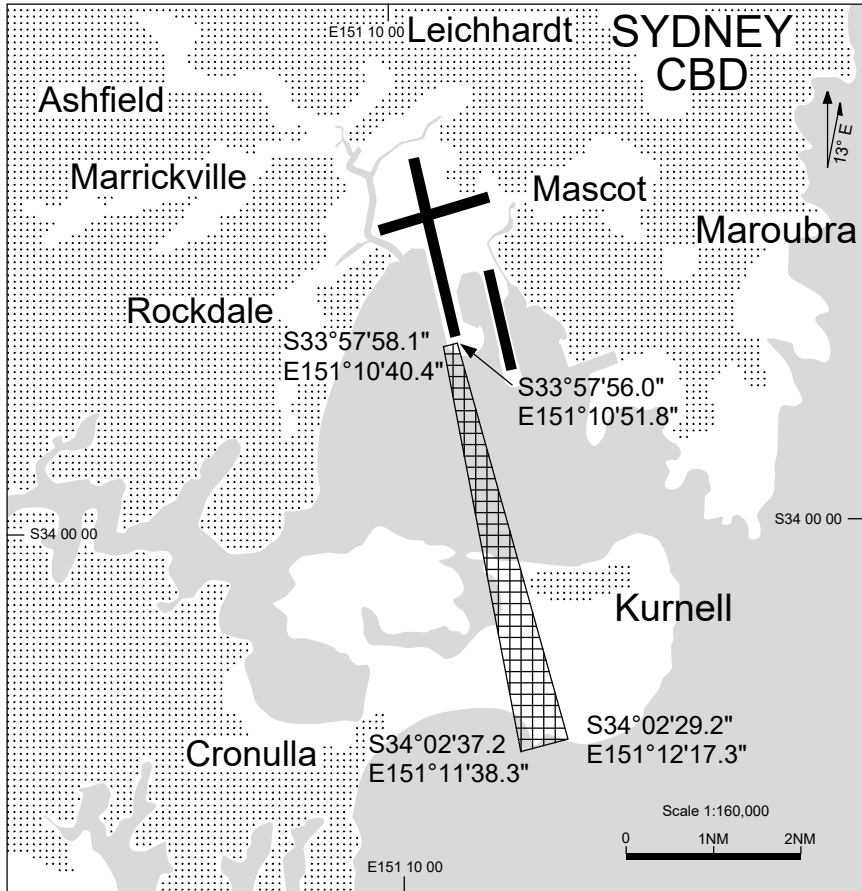 E151 10 00
Leichhardt
SYDNEY
CBD
Ashfield
13° E
Marrickville
Mascot
Maroubra
Rockdale
S33°57'58.1"
E151°10'40.4"
S33°57'56.0"
E151°10'51.8"
S34 00 00
S34 00 00
Kurnell
S34°02'37.2
E151°11'38.3"
S34°02'29.2"
E151°12'17.3"
Cronulla
Scale 1:160,000
0 1NM 2NM
E151 10 00